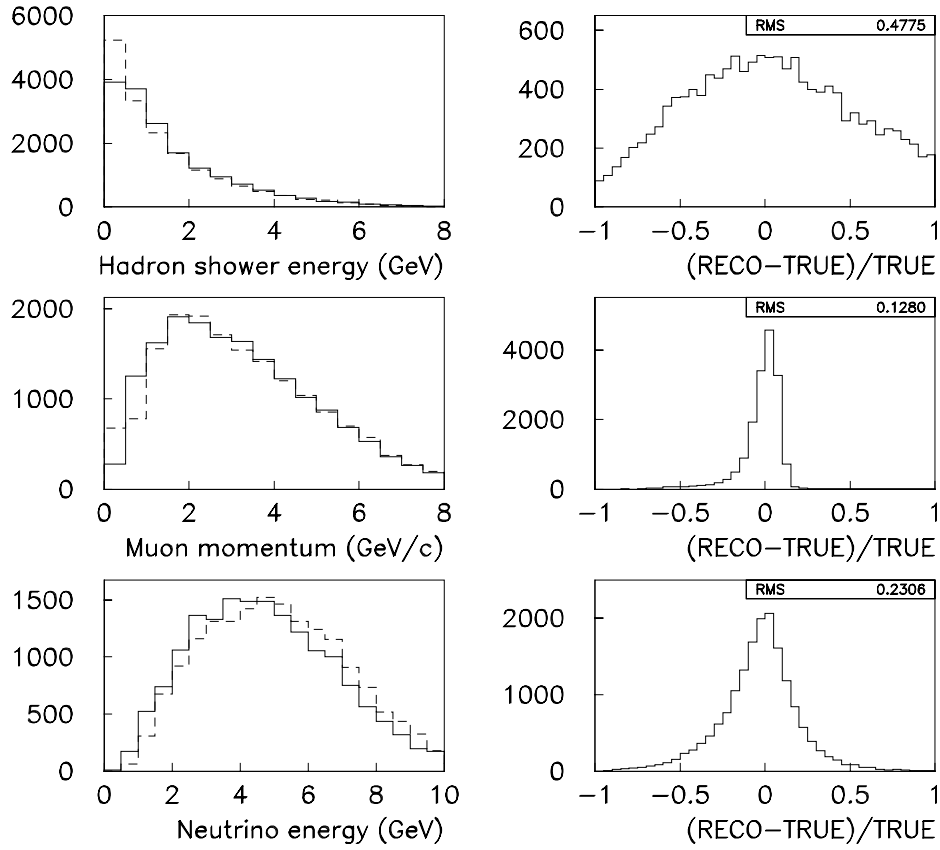 6000
4000
2000
0
0 2 4 6 8
Hadron shower energy (GeV)
RMS 0.4775
600
400
200
0
−1 −0.5 0 0.5 1
(RECO−TRUE)/TRUE
2000
1000
0
0 2 4 6 8
Muon momentum (GeV/c)
RMS 0.1280
4000
2000
0
−1 −0.5 0 0.5 1
(RECO−TRUE)/TRUE
1500
1000
500
0
0 2 4 6 8 10
Neutrino energy (GeV)
RMS 0.2306
2000
1000
0
−1 −0.5 0 0.5 1
(RECO−TRUE)/TRUE